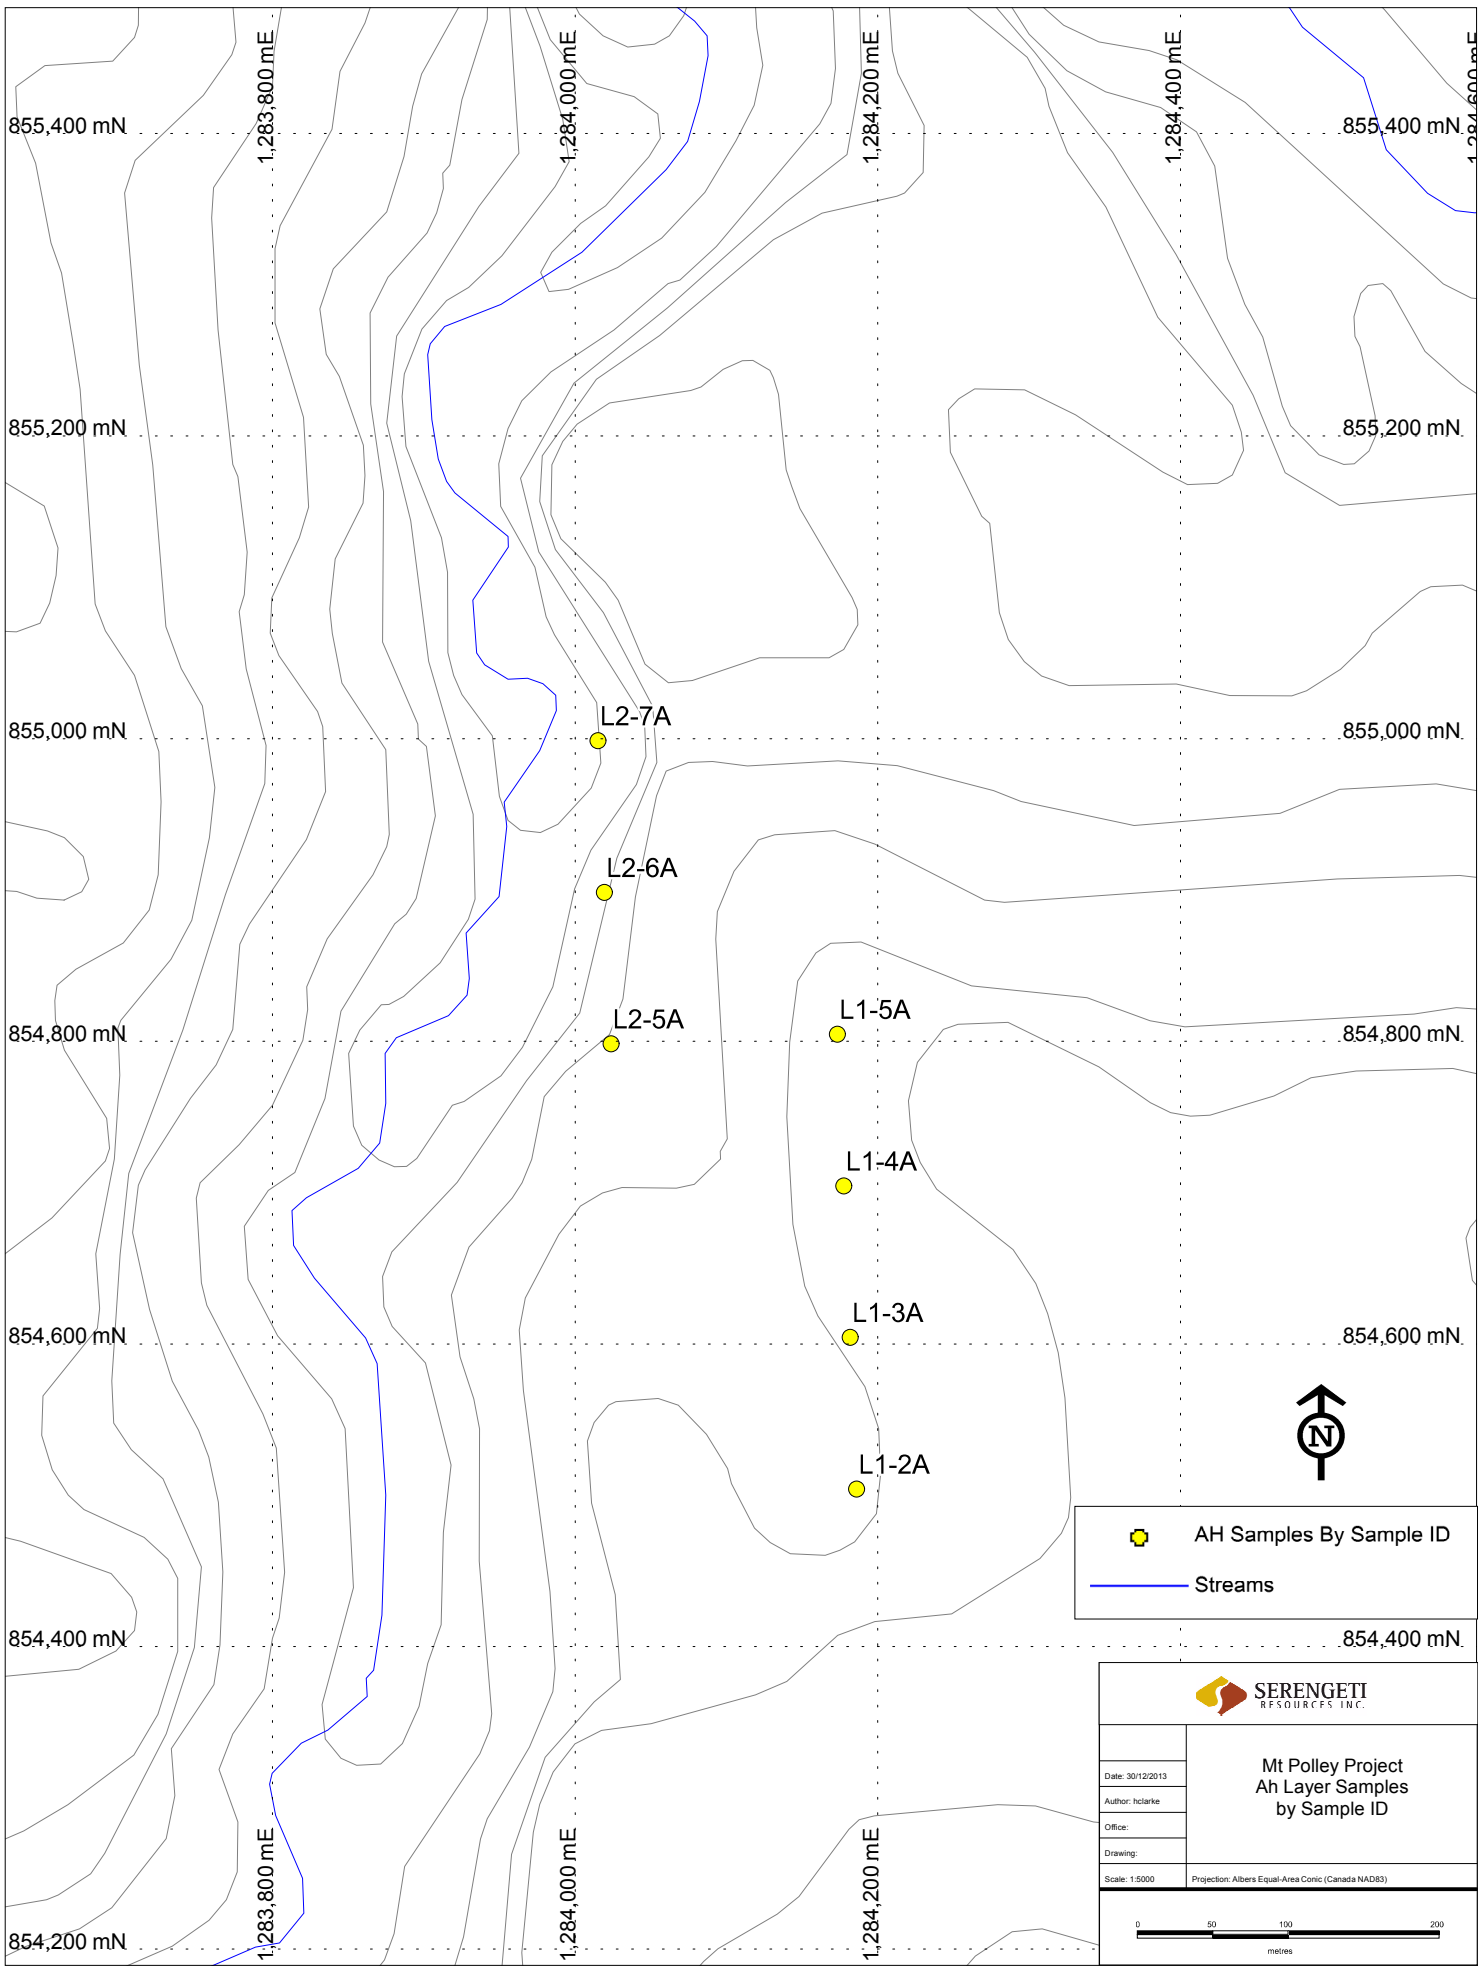 1,283,800 mE
1,284,000 mE
1,284,200 mE
1,284,400 mE
1,284,600 mE
855,400 mN
855,400 mN
855,200 mN
855,200 mN
L2-7A
855,000 mN
855,000 mN
L2-6A
L2-5A
L1-5A
854,800 mN
854,800 mN
L1-4A
L1-3A
854,600 mN
854,600 mN
N
L1-2A
AH Samples By Sample ID
Streams
854,400 mN
854,400 mN
SERENGETI
RESOURCES INC.
Mt Polley Project
Ah Layer Samples
by Sample ID
Date: 30/12/2013
Author: hclarke
Office:
Drawing:
Scale: 1:5000
Projection: Albers Equal-Area Conic (Canada NAD83)
1,283,800 mE
1,284,000 mE
1,284,200 mE
0 50 100 200
metres
854,200 mN